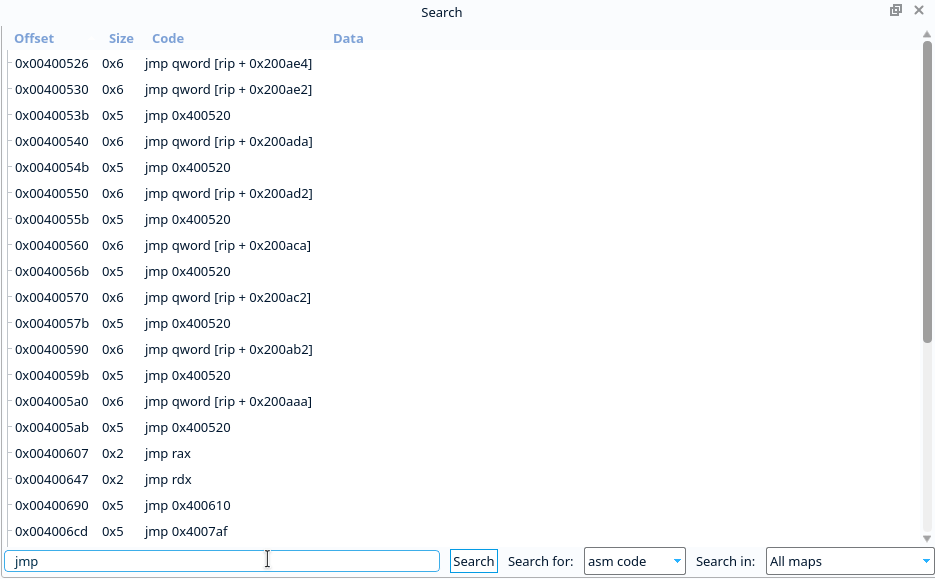 Search
Offset Size Code Data
0x00400526 0x6 jmp qword [rip + 0x200ae4]
0x00400530 0x6 jmp qword [rip + 0x200ae2]
0x0040053b 0x5 jmp 0x400520
0x00400540 0x6 jmp qword [rip + 0x200ada]
0x0040054b 0x5 jmp 0x400520
0x00400550 0x6 jmp qword [rip + 0x200ad2]
0x0040055b 0x5 jmp 0x400520
0x00400560 0x6 jmp qword [rip + 0x200aca]
0x0040056b 0x5 jmp 0x400520
0x00400570 0x6 jmp qword [rip + 0x200ac2]
0x0040057b 0x5 jmp 0x400520
0x00400590 0x6 jmp qword [rip + 0x200ab2]
0x0040059b 0x5 jmp 0x400520
0x004005a0 0x6 jmp qword [rip + 0x200aaa]
0x004005ab 0x5 jmp 0x400520
0x00400607 0x2 jmp rax
0x00400647 0x2 jmp rdx
0x00400690 0x5 jmp 0x400610
0x004006cd 0x5 jmp 0x4007af
jmp Search Search for: asm code Search in: All maps